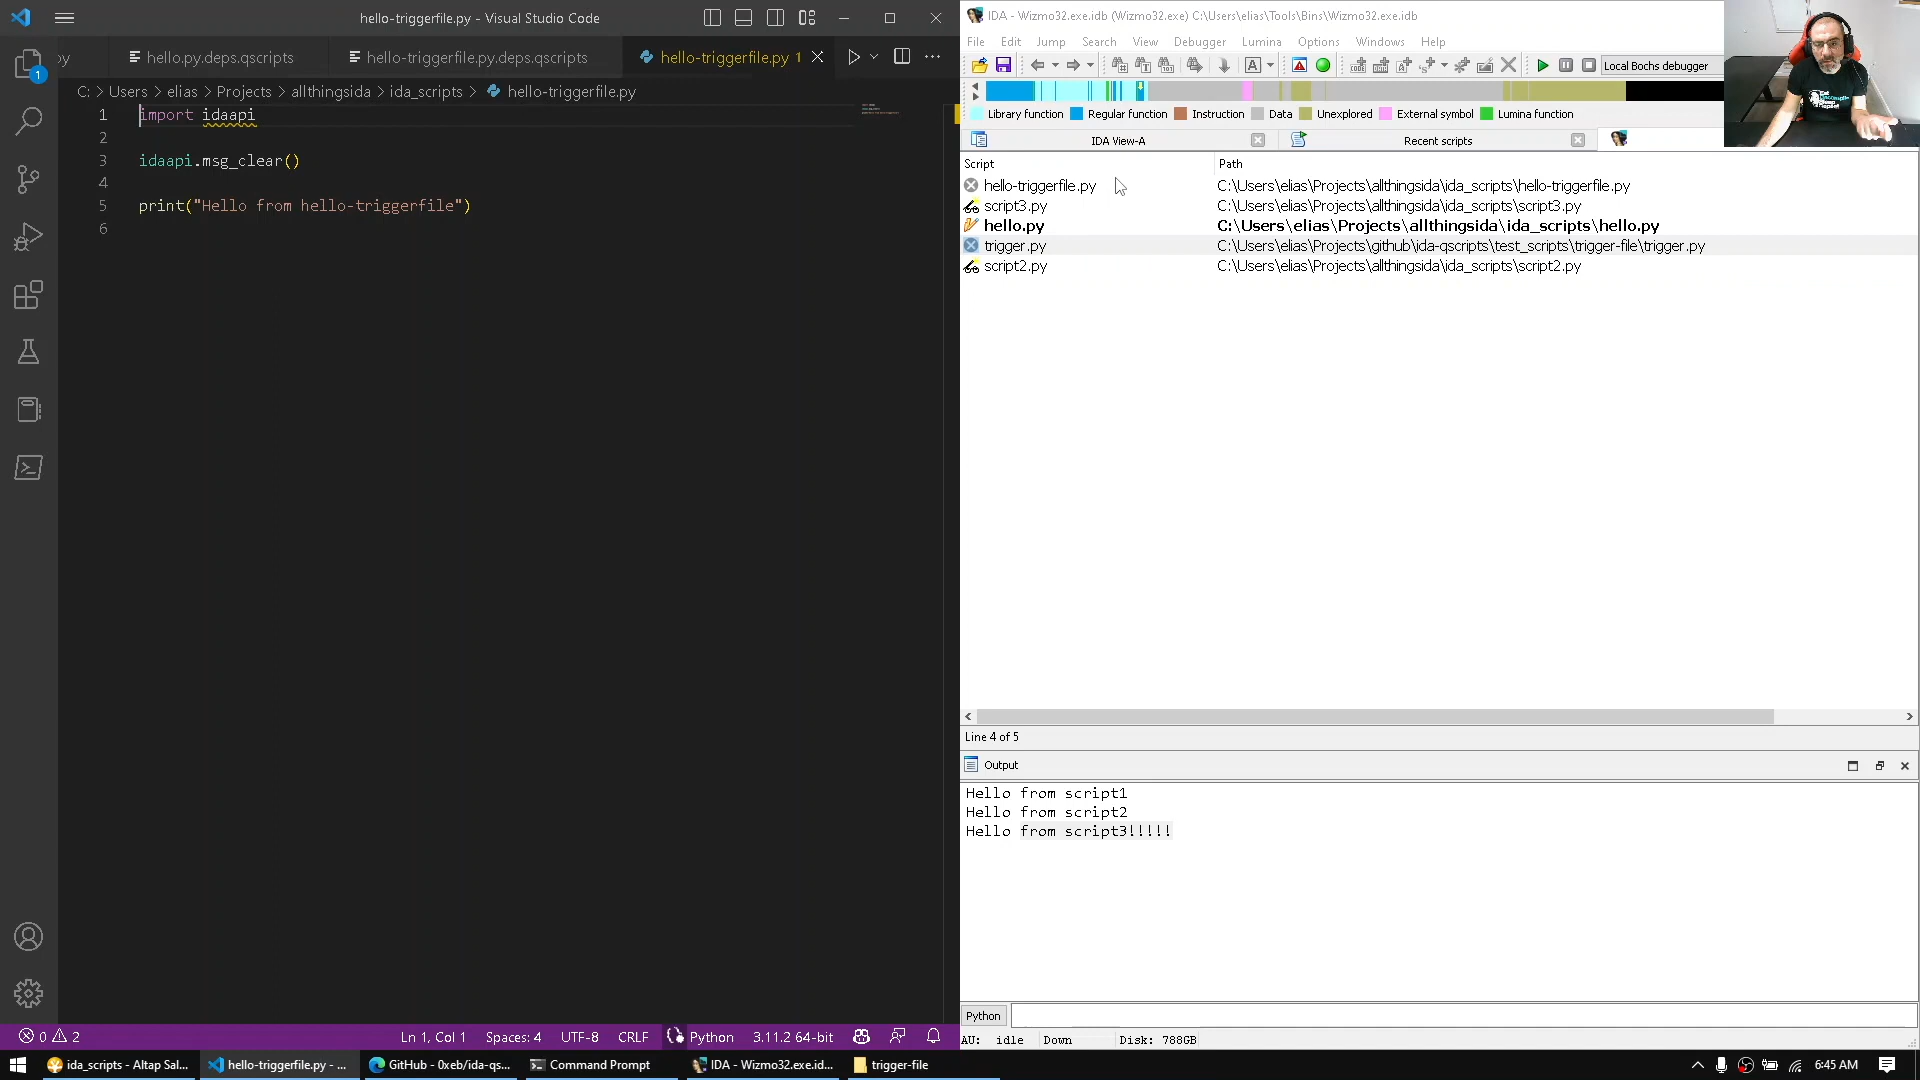 hello-triggerfile.py - Visual Studio Code
py
hello.py.deps.qscripts
hello-triggerfile.py.deps.qscripts
hello-triggerfile.py 1
C: > Users > elias > Projects > allthingsida > ida_scripts > hello-triggerfile.py
1 import idaapi
2
3 idaapi.msg_clear()
4
5 print("Hello from hello-triggerfile")
6
1
0 2
Ln 1, Col 1
Spaces: 4
UTF-8
CRLF
Python
3.11.2 64-bit
IDA - Wizmo32.exe.idb (Wizmo32.exe) C:\Users\elias\Tools\Bins\Wizmo32.exe.idb
File Edit Jump Search View Debugger Lumina Options Windows Help
Local Bochs debugger
Library function Regular function Instruction Data Unexplored External symbol Lumina function
IDA View-A
Recent scripts
Script Path
hello-triggerfile.py C:\Users\elias\Projects\allthingsida\ida_scripts\hello-triggerfile.py
script3.py C:\Users\elias\Projects\allthingsida\ida_scripts\script3.py
hello.py C:\Users\elias\Projects\allthingsida\ida_scripts\hello.py
trigger.py C:\Users\elias\Projects\github\ida-qscripts\test_scripts\trigger-file\trigger.py
script2.py C:\Users\elias\Projects\allthingsida\ida_scripts\script2.py
Line 4 of 5
Output
Hello from script1
Hello from script2
Hello from script3!!!!!
Python
AU: idle Down Disk: 788GB
ida_scripts - Altap Sal...
hello-triggerfile.py - ...
GitHub - 0xeb/ida-qs...
Command Prompt
IDA - Wizmo32.exe.id...
trigger-file
6:45 AM